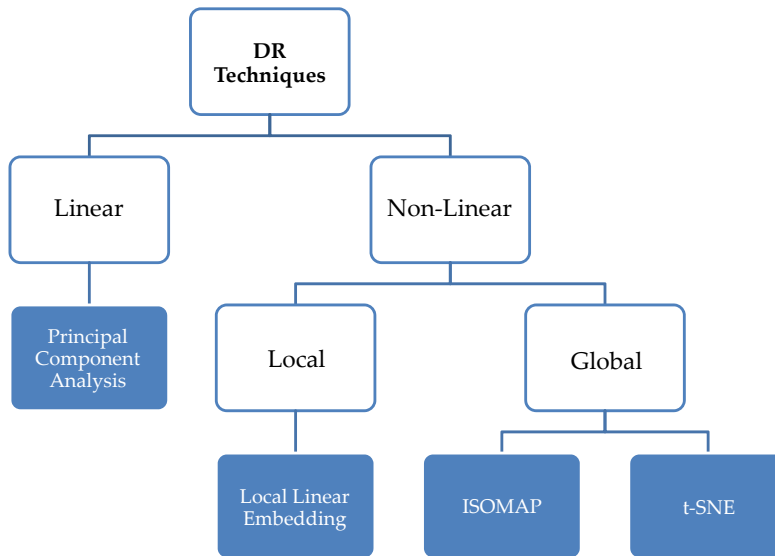 DR
Techniques
Linear
Non-Linear
Principal
Component
Analysis
Local
Global
Local Linear
Embedding
ISOMAP
t-SNE